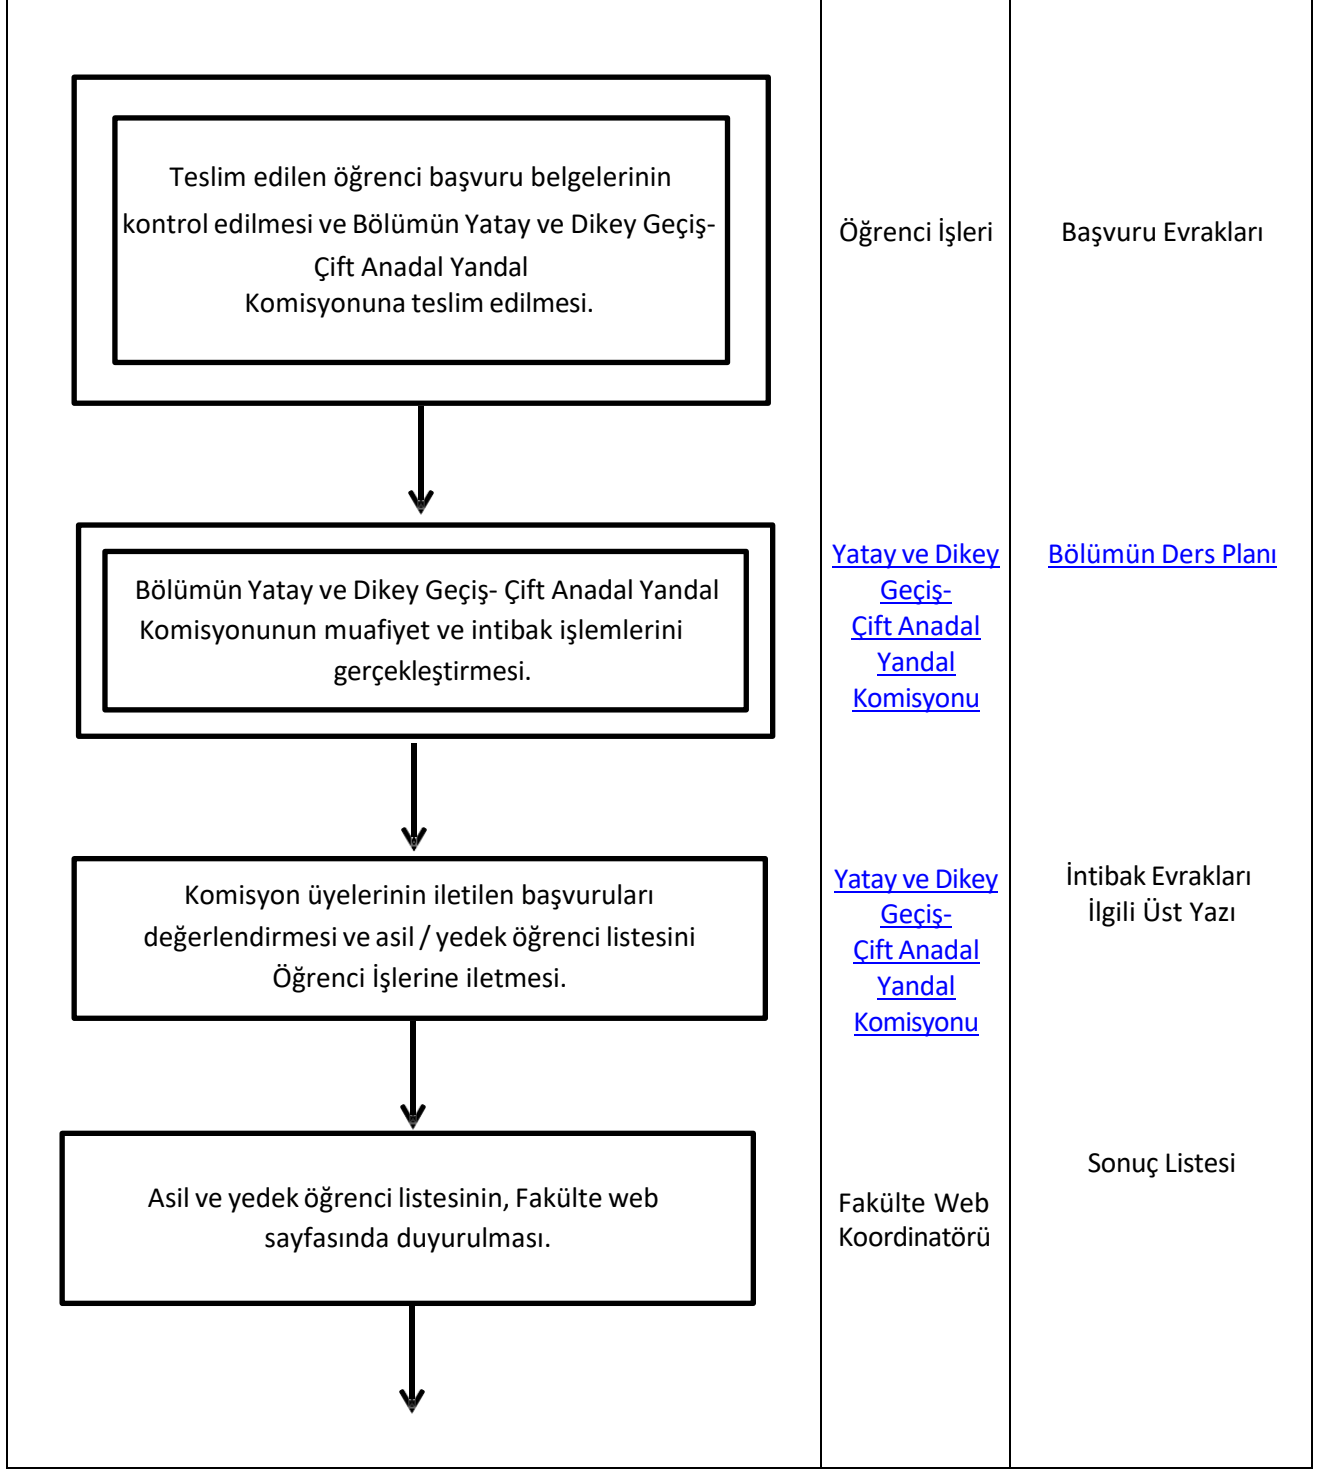 Teslim edilen öğrenci başvuru belgelerinin
kontrol edilmesi ve Bölümün Yatay ve Dikey Geçiş-
Çift Anadal Yandal
Komisyonuna teslim edilmesi.
Öğrenci İşleri
Başvuru Evrakları
Bölümün Yatay ve Dikey Geçiş- Çift Anadal Yandal
Komisyonunun muafiyet ve intibak işlemlerini
gerçekleştirmesi.
Yatay ve Dikey
Geçiş-
Çift Anadal
Yandal
Komisyonu
Bölümün Ders Planı
Komisyon üyelerinin iletilen başvuruları
değerlendirmesi ve asil / yedek öğrenci listesini
Öğrenci İşlerine iletmesi.
Yatay ve Dikey
Geçiş-
Çift Anadal
Yandal
Komisyonu
İntibak Evrakları
İlgili Üst Yazı
Asil ve yedek öğrenci listesinin, Fakülte web
sayfasında duyurulması.
Fakülte Web
Koordinatörü
Sonuç Listesi